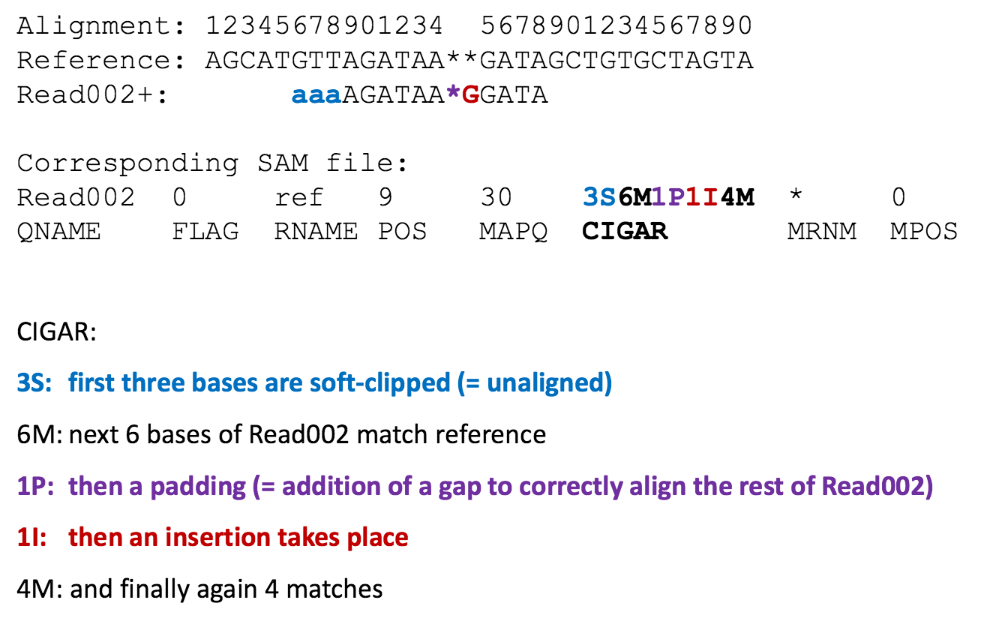 Alignment: 12345678901234  5678901234567890
Reference: AGCATGTTAGATAA**GATAGCTGTGCTAGTA
Read002+:       aaaAGATAA*GGATA
Corresponding SAM file:
Read002 0 ref 9 30 3S6M1P1I4M * 0
QNAME FLAG RNAME POS MAPQ CIGAR MRNM MPOS
CIGAR:
3S: first three bases are soft-clipped (= unaligned)
6M: next 6 bases of Read002 match reference
1P: then a padding (= addition of a gap to correctly align the rest of Read002)
1I: then an insertion takes place
4M: and finally again 4 matches